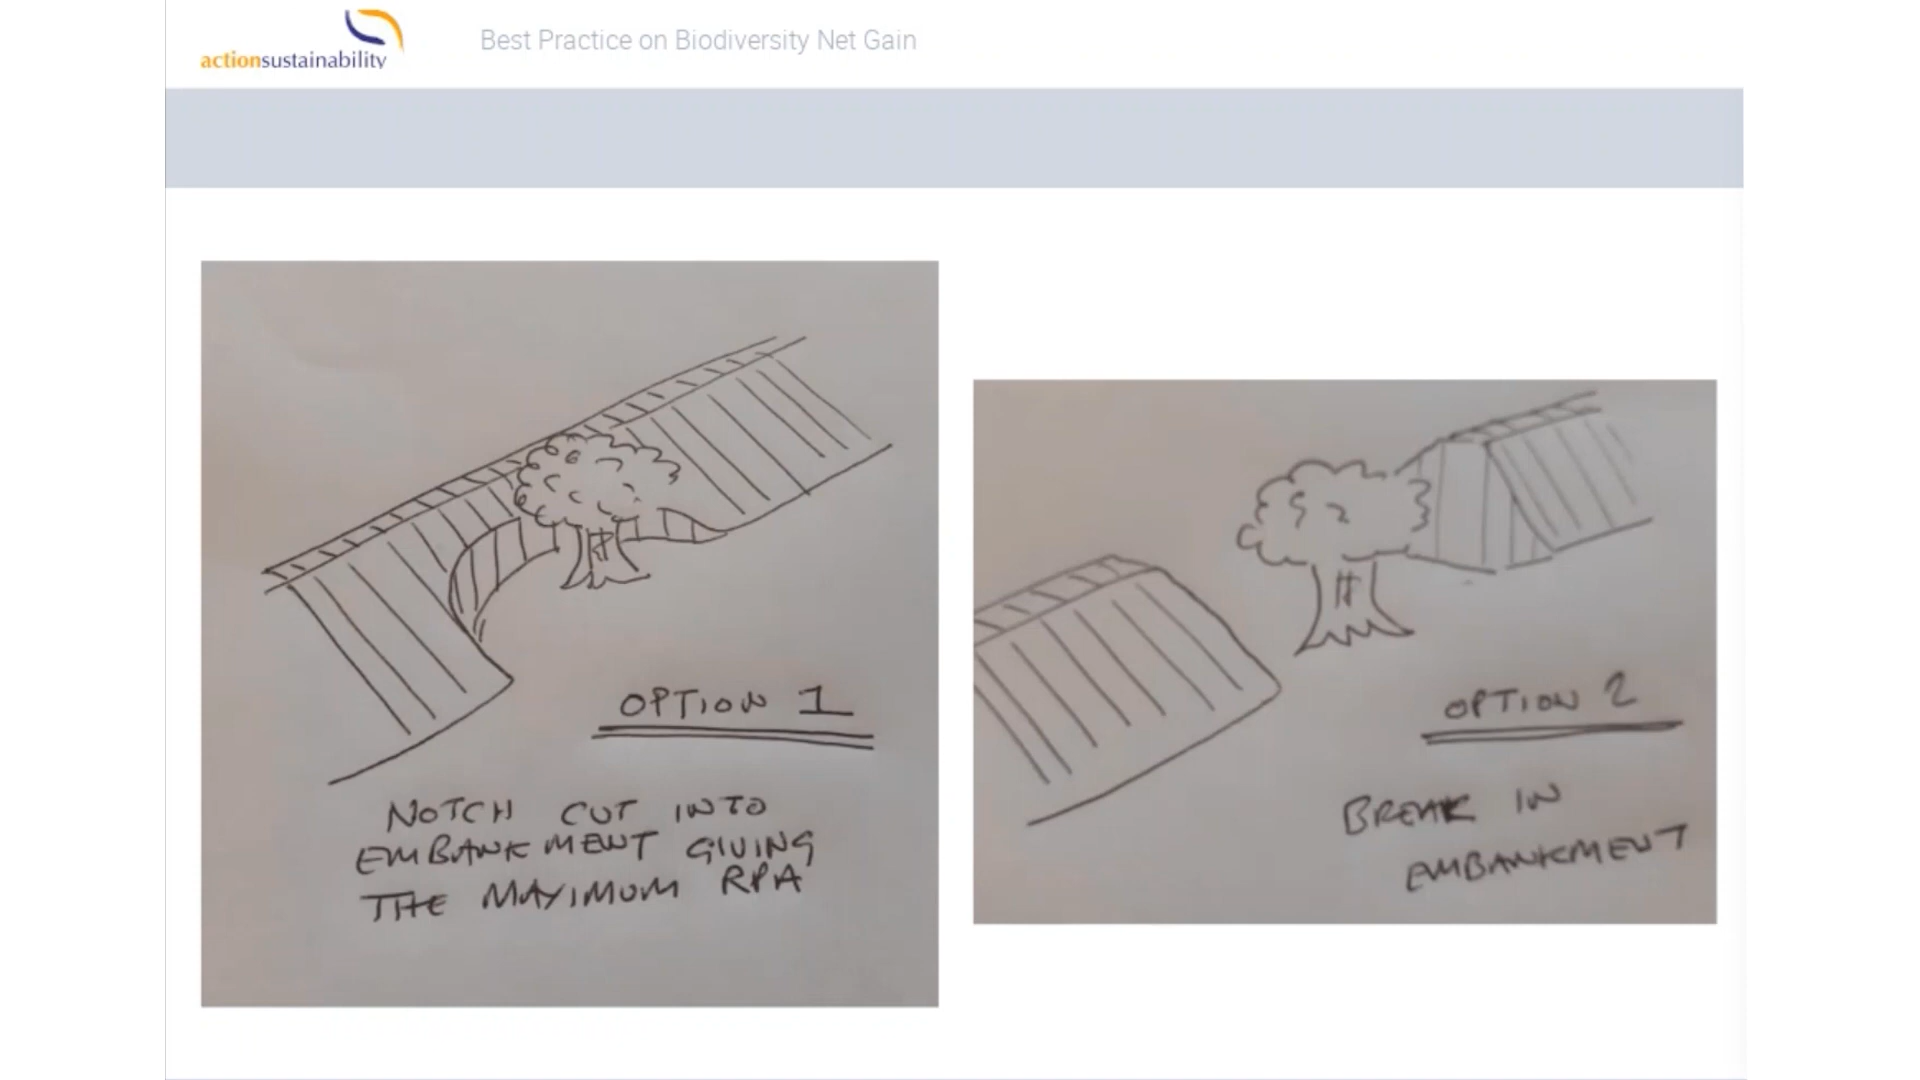 actionsustainability
Best Practice on Biodiversity Net Gain
OPTION 1
NOTCH CUT INTO
EMBANKMENT GIVING
THE MAXIMUM RPA
OPTION 2
BREAK IN
EMBANKMENT